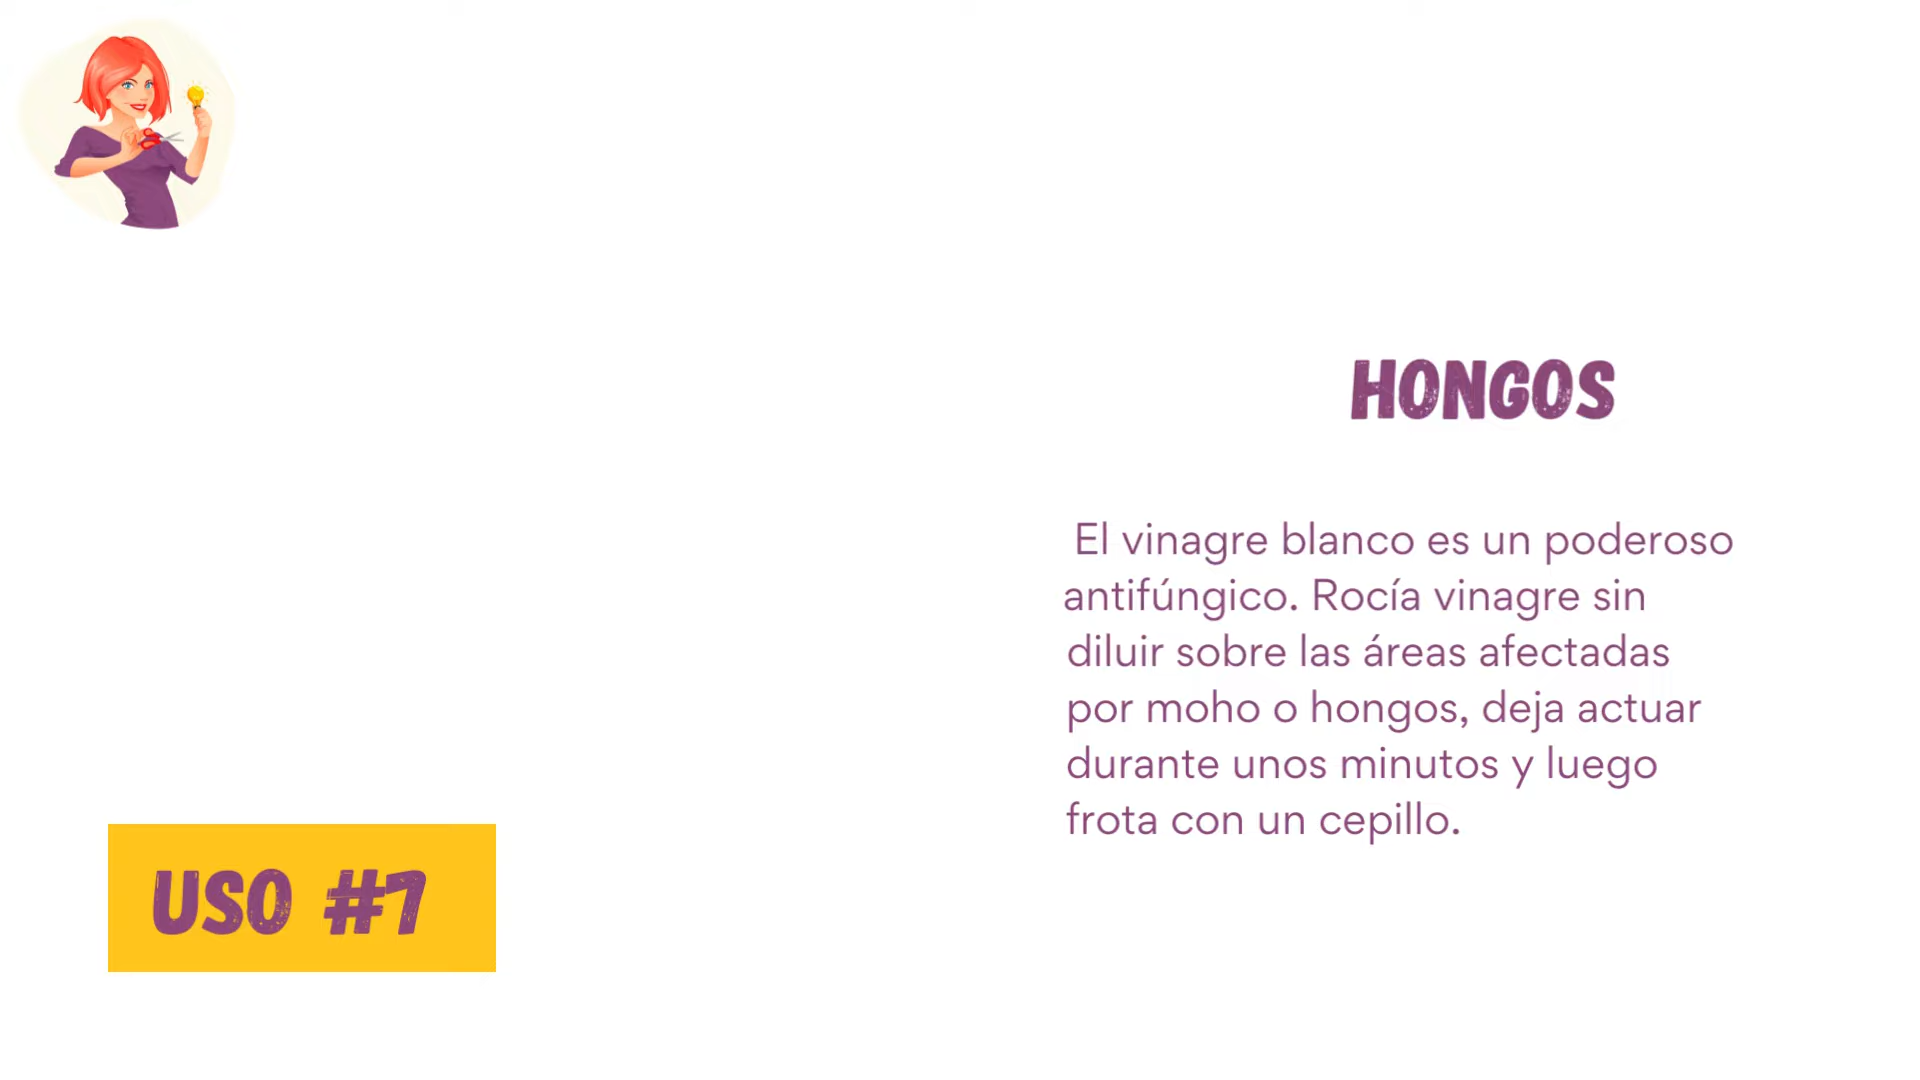 HONGOS
El vinagre blanco es un poderoso
antifúngico. Rocía vinagre sin
diluir sobre las áreas afectadas
por moho o hongos, deja actuar
durante unos minutos y luego
frota con un cepillo.
USO #7